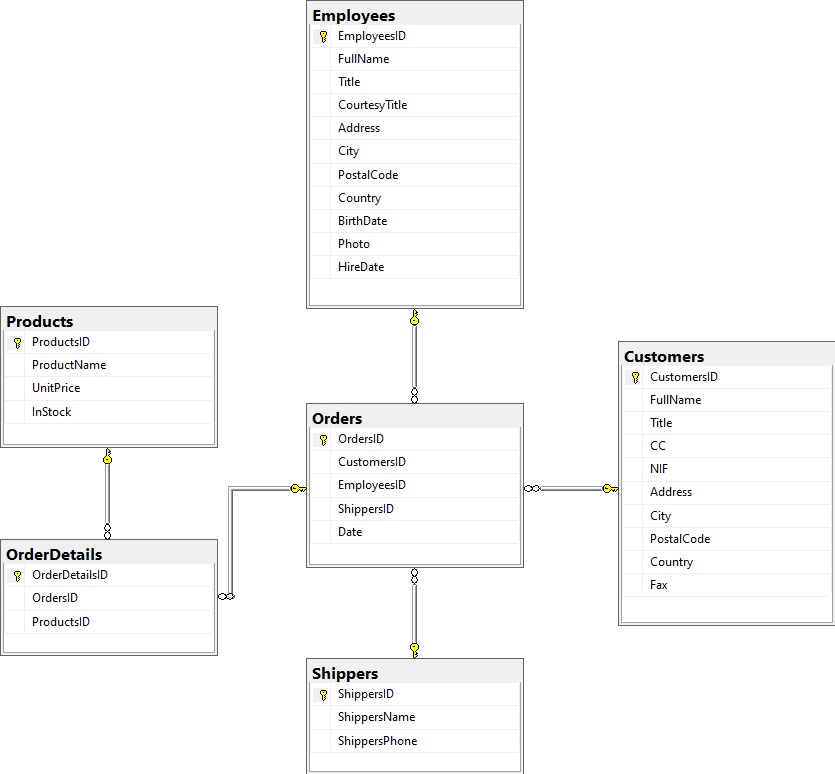 Employees
EmployeesID
FullName
Title
CourtesyTitle
Address
City
PostalCode
Country
BirthDate
Photo
HireDate
Products
ProductsID
ProductName
UnitPrice
InStock
Customers
CustomersID
FullName
Title
CC
NIF
Address
City
PostalCode
Country
Fax
Orders
OrdersID
CustomersID
EmployeesID
ShippersID
Date
OrderDetails
OrderDetailsID
OrdersID
ProductsID
Shippers
ShippersID
ShippersName
ShippersPhone